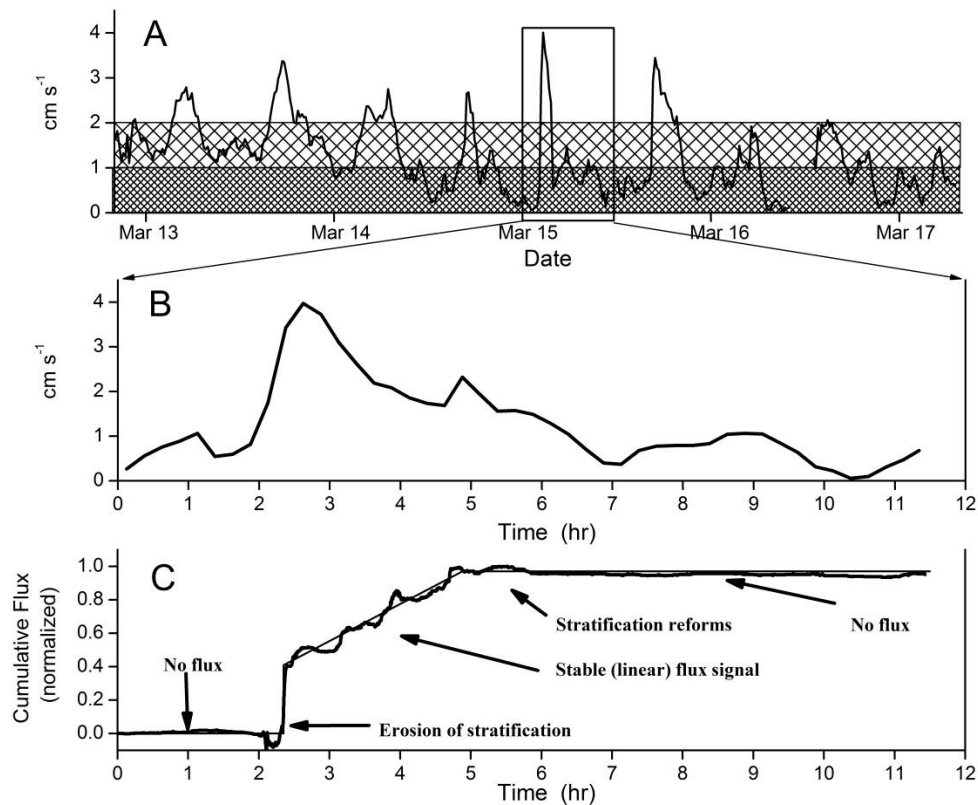 A
cm s⁻¹
4
3
2
1
0
Mar 13 Mar 14 Mar 15 Mar 16 Mar 17
Date
B
cm s⁻¹
4
3
2
1
0
0 1 2 3 4 5 6 7 8 9 10 11 12
Time (hr)
C
Cumulative Flux
(normalized)
1.0
0.8
0.6
0.4
0.2
0.0
No flux
Erosion of stratification
Stable (linear) flux signal
Stratification reforms
No flux
0 1 2 3 4 5 6 7 8 9 10 11 12
Time (hr)